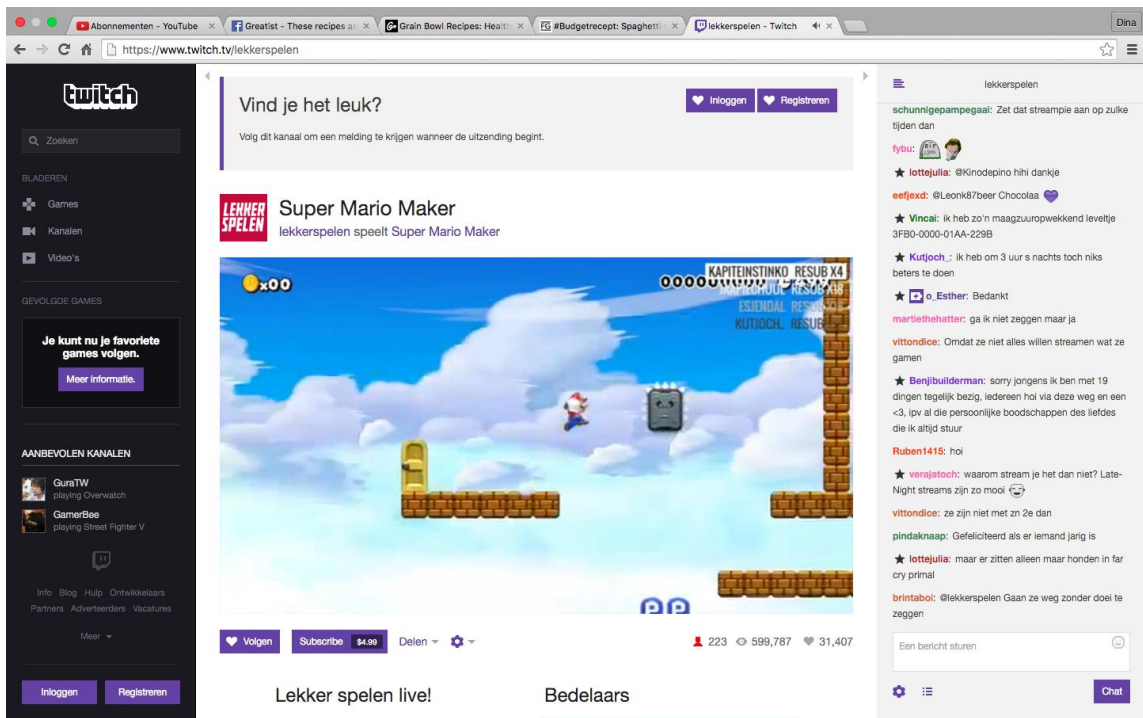 Abonnementen - YouTube
Greatist - These recipes are
Grain Bowl Recipes: Health
#Budgetrecept: Spaghetti
lekkerspelen - Twitch
Dina
https://www.twitch.tv/lekkerspelen
twitch
Zoeken
BLADEREN
Games
Kanalen
Video's
GEVOLGDE GAMES
Je kunt nu je favoriete
games volgen.
Meer informatie.
AANBEVOLEN KANALEN
GuraTW
playing Overwatch
GamerBee
playing Street Fighter V
Info Blog Hulp Ontwikkelaars
Partners Adverteerders Vacatures
Meer
Inloggen Registreren
Vind je het leuk?
Inloggen Registreren
Volg dit kanaal om een melding te krijgen wanneer de uitzending begint.
LEKKER
SPELEN
Super Mario Maker
lekkerspelen speelt Super Mario Maker
x00
KAPITEINSTINKO RESUB X4
RESUB X18
ESJENDAL RESUB
KUTJOCH_ RESUB
Volgen
Subscribe $4.99
Delen
223 599,787 31,407
Lekker spelen live!
Bedelaars
lekkerspelen
schunnigepampegaai: Zet dat streampie aan op zulke
tijden dan
fybu:
lottejulia: @Kinodepino hihi dankje
eefjexd: @Leonk87beer Chocolaa
Vincai: ik heb zo'n maagzuuropwekkend leveltje
3FB0-0000-01AA-229B
Kutjoch_: ik heb om 3 uur s nachts toch niks
beters te doen
o_Esther: Bedankt
martiethehatter: ga ik niet zeggen maar ja
vittondice: Omdat ze niet alles willen streamen wat ze
gamen
Benjibuilderman: sorry jongens ik ben met 19
dingen tegelijk bezig, iedereen hoi via deze weg en een
<3, ipv al die persoonlijke boodschappen des liefdes
die ik altijd stuur
Ruben1415: hoi
verajatoch: waarom stream je het dan niet? Late-
Night streams zijn zo mooi
vittondice: ze zijn niet met zn 2e dan
pindaknaap: Gefeliciteerd als er iemand jarig is
lottejulia: maar er zitten alleen maar honden in far
cry primal
brintaboi: @lekkerspelen Gaan ze weg zonder doei te
zeggen
Een bericht sturen
Chat